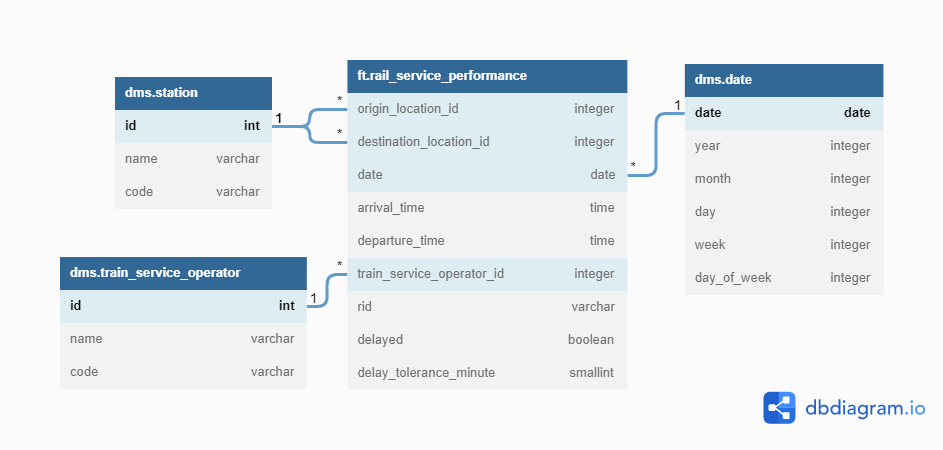 dms.station
id int
name varchar
code varchar
1
*
*
ft.rail_service_performance
origin_location_id integer
destination_location_id integer
date date
arrival_time time
departure_time time
train_service_operator_id integer
rid varchar
delayed boolean
delay_tolerance_minute smallint
*
1
dms.date
date date
year integer
month integer
day integer
week integer
day_of_week integer
dms.train_service_operator
id int
name varchar
code varchar
1
*
dbdiagram.io